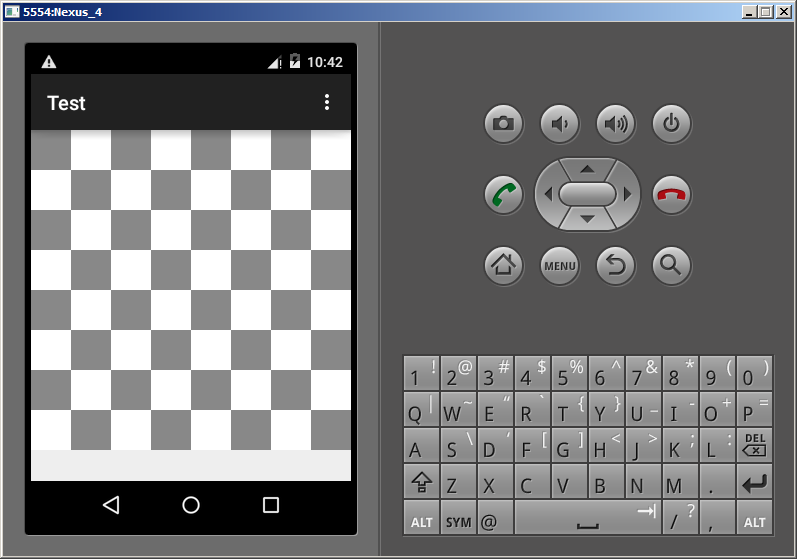 5554:Nexus_4
10:42
Test
MENU
1 ! 2 @ 3 # 4 $ 5 % 6 ^ 7 & 8 * 9 ( 0 )
Q | W ~ E “ R ` T { Y } U _ I - O + P =
A S \ D ‘ F [ G ] H < J > K ; L : DEL
Z X C V B N M .
ALT SYM @ / ? , ALT